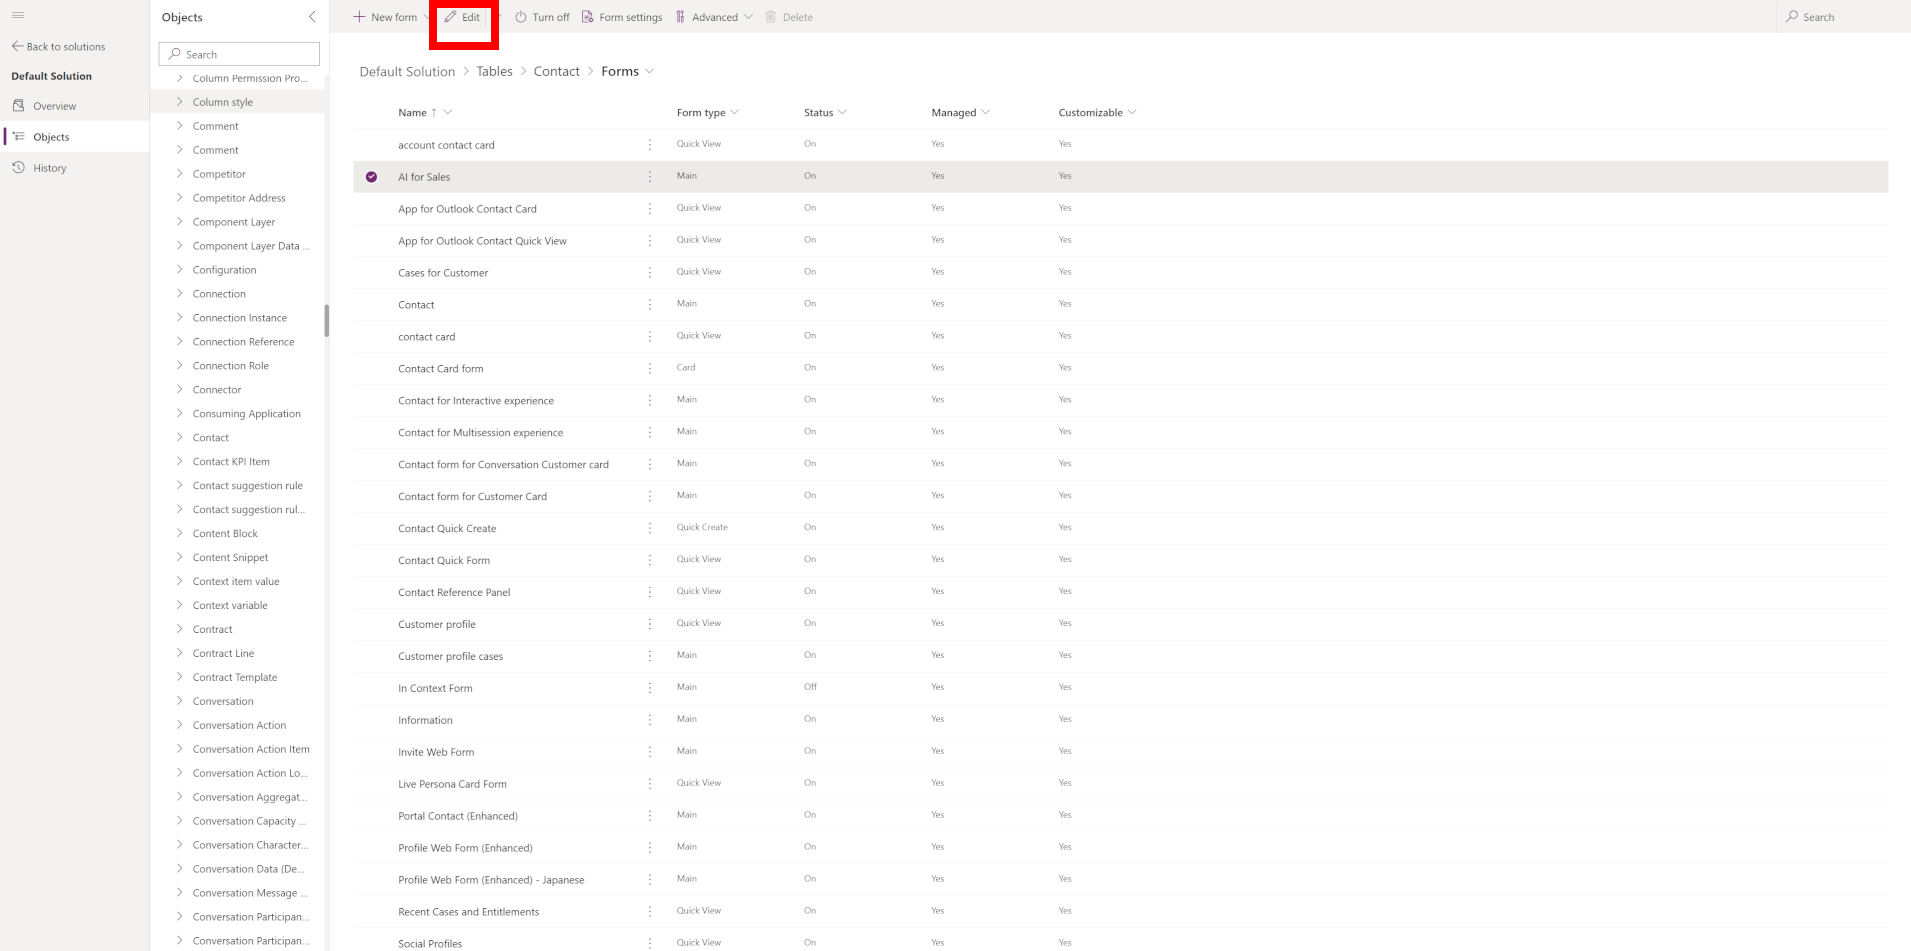 Objects
New form
Edit
Turn off
Form settings
Advanced
Delete
Search
Back to solutions
Default Solution
Overview
Objects
History
Search
Column Permission Pro...
Column style
Comment
Comment
Competitor
Competitor Address
Component Layer
Component Layer Data ...
Configuration
Connection
Connection Instance
Connection Reference
Connection Role
Connector
Consuming Application
Contact
Contact KPI Item
Contact suggestion rule
Contact suggestion rul...
Content Block
Content Snippet
Context item value
Context variable
Contract
Contract Line
Contract Template
Conversation
Conversation Action
Conversation Action Item
Conversation Action Lo...
Conversation Aggregat...
Conversation Capacity ...
Conversation Character...
Conversation Data (De...
Conversation Message ...
Conversation Participan...
Conversation Participan...
Default Solution > Tables > Contact > Forms
Name ↑ Form type Status Managed Customizable
account contact card Quick View On Yes Yes
AI for Sales Main On Yes Yes
App for Outlook Contact Card Quick View On Yes Yes
App for Outlook Contact Quick View Quick View On Yes Yes
Cases for Customer Quick View On Yes Yes
Contact Main On Yes Yes
contact card Quick View On Yes Yes
Contact Card form Card On Yes Yes
Contact for Interactive experience Main On Yes Yes
Contact for Multisession experience Main On Yes Yes
Contact form for Conversation Customer card Main On Yes Yes
Contact form for Customer Card Main On Yes Yes
Contact Quick Create Quick Create On Yes Yes
Contact Quick Form Quick View On Yes Yes
Contact Reference Panel Quick View On Yes Yes
Customer profile Quick View On Yes Yes
Customer profile cases Main On Yes Yes
In Context Form Main Off Yes Yes
Information Main On Yes Yes
Invite Web Form Main On Yes Yes
Live Persona Card Form Quick View On Yes Yes
Portal Contact (Enhanced) Main On Yes Yes
Profile Web Form (Enhanced) Main On Yes Yes
Profile Web Form (Enhanced) - Japanese Main On Yes Yes
Recent Cases and Entitlements Quick View On Yes Yes
Social Profiles Quick View On Yes Yes